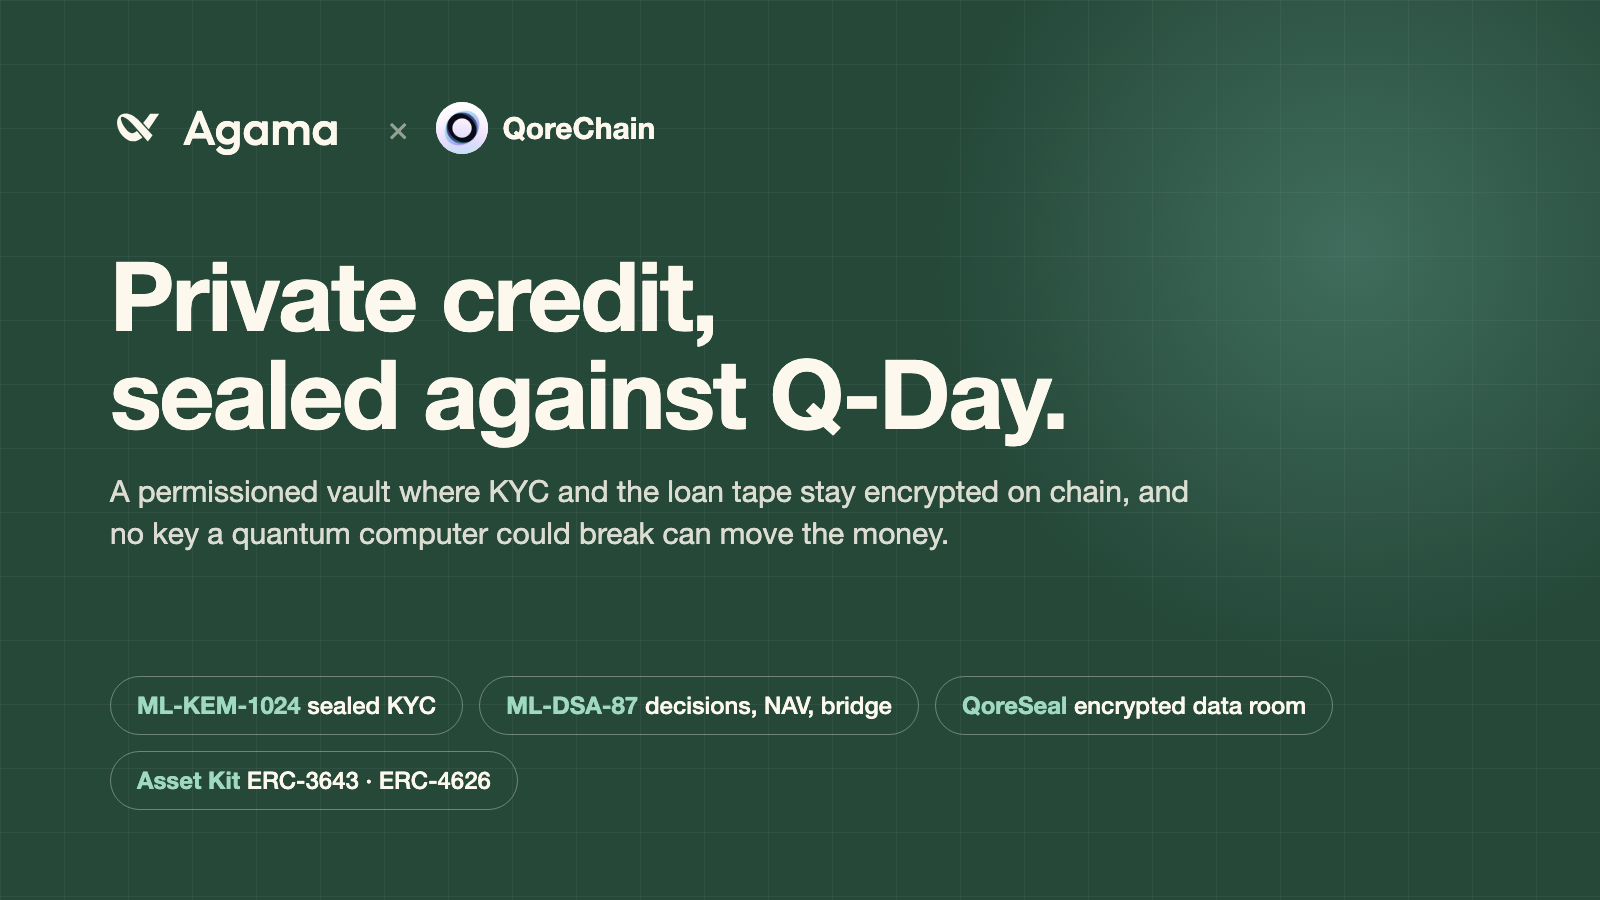 Agama × QoreChain
Private credit,
sealed against Q-Day.
A permissioned vault where KYC and the loan tape stay encrypted on chain, and
no key a quantum computer could break can move the money.
ML-KEM-1024 sealed KYC
ML-DSA-87 decisions, NAV, bridge
QoreSeal encrypted data room
Asset Kit ERC-3643 · ERC-4626